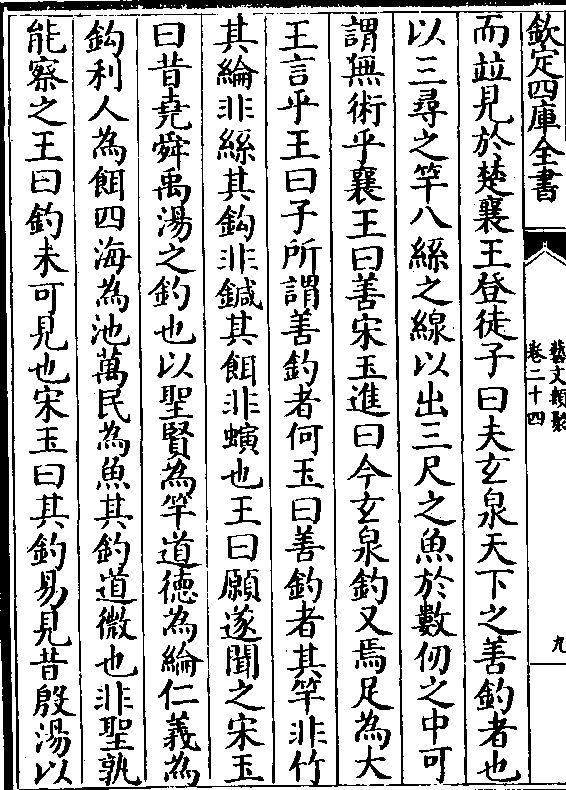 欽定四庫全書
藝文類聚
卷二十四
九
而竝見於楚襄王登徒子曰夫玄泉天下之善釣者也
以三尋之竿八絲之線以出三尺之魚於數仞之中可
謂無術乎襄王曰善宋玉進曰今玄泉釣又焉足為大
王言乎王曰子所謂善釣者何玉曰善釣者其竿非竹
其綸非絲其鈎非鍼其餌非螾也王曰願遂聞之宋玉
曰昔堯舜禹湯之釣也以聖賢為竿道德為綸仁義為
鈎利人為餌四海為池萬民為魚其釣道微也非聖孰
能察之王曰釣未可見也宋玉曰其釣易見昔殷湯以